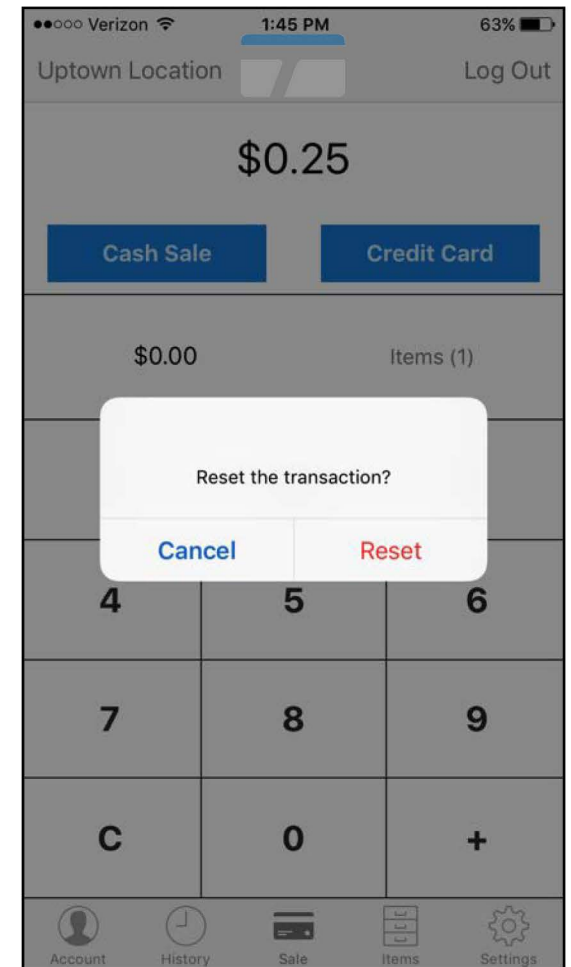 Verizon 1:45 PM 63%
Uptown Location Log Out
$0.25
Cash Sale Credit Card
$0.00 Items (1)
Reset the transaction?
Cancel Reset
4 5 6
7 8 9
C 0 +
Account History Sale Items Settings